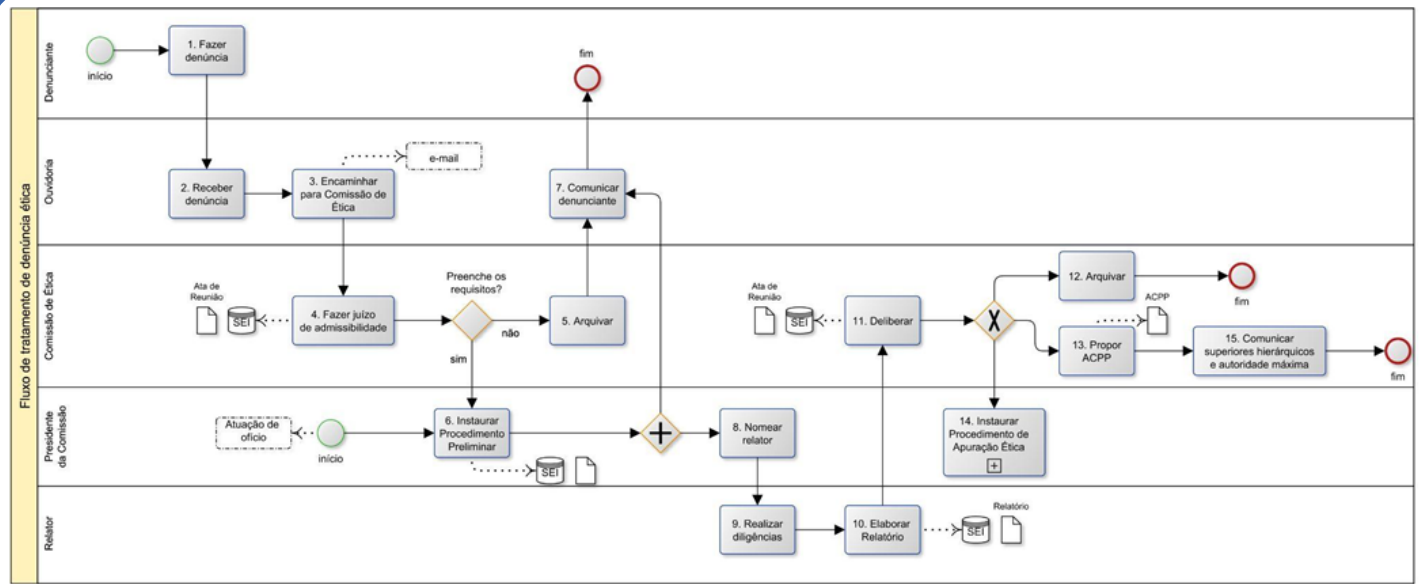 Fluxo de tratamento de denúncia ética
Denunciante
início
1. Fazer
denúncia
fim
Ouvidoria
2. Receber
denúncia
3. Encaminhar
para Comissão de
Ética
e-mail
7. Comunicar
denunciante
Comissão de Ética
Ata de
Reunião
SEI
4. Fazer juízo
de admissibilidade
Preenche os
requisitos?
não
sim
5. Arquivar
Ata de
Reunião
SEI
11. Deliberar
X
12. Arquivar
fim
13. Propor
ACPP
ACPP
15. Comunicar
superiores hierárquicos
e autoridade máxima
fim
Presidente
da Comissão
Atuação de
ofício
início
6. Instaurar
Procedimento
Preliminar
SEI
8. Nomear
relator
14. Instaurar
Procedimento de
Apuração Ética
Relator
9. Realizar
diligências
10. Elaborar
Relatório
SEI
Relatório